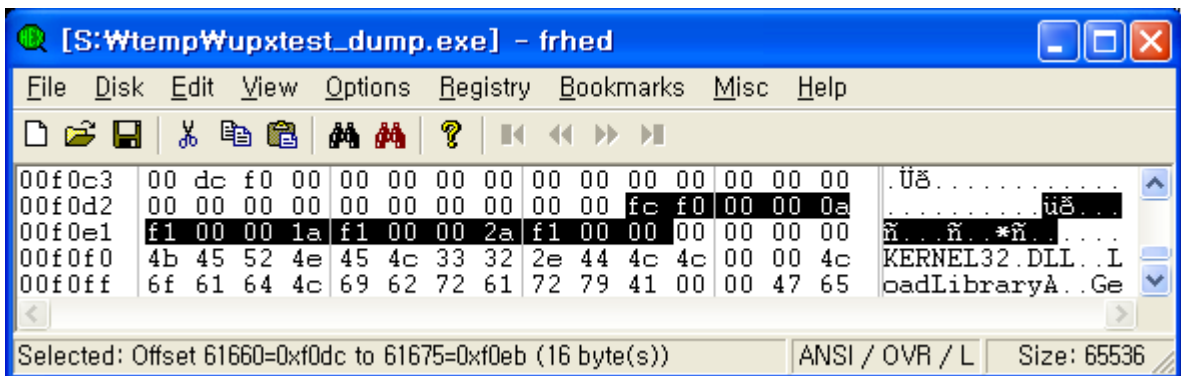 [S:₩temp₩upxtest_dump.exe] - frhed
File Disk Edit View Options Registry Bookmarks Misc Help
00f0c3 00 dc f0 00 00 00 00 00 00 00 00 00 00 00 00 .Üð............
00f0d2 00 00 00 00 00 00 00 00 00 00 fc f0 00 00 0a ..........üð...
00f0e1 f1 00 00 1a f1 00 00 2a f1 00 00 00 00 00 00 ñ...ñ..*ñ......
00f0f0 4b 45 52 4e 45 4c 33 32 2e 44 4c 4c 00 00 4c KERNEL32.DLL..L
00f0ff 6f 61 64 4c 69 62 72 61 72 79 41 00 00 47 65 oadLibraryA..Ge
Selected: Offset 61660=0xf0dc to 61675=0xf0eb (16 byte(s)) ANSI / OVR / L Size: 65536